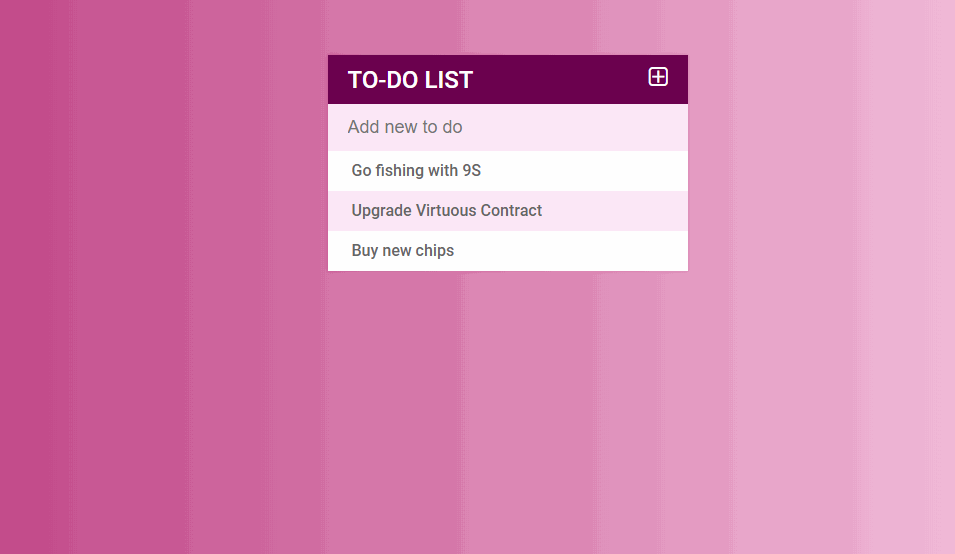 TO-DO LIST
Add new to do
Go fishing with 9S
Upgrade Virtuous Contract
Buy new chips